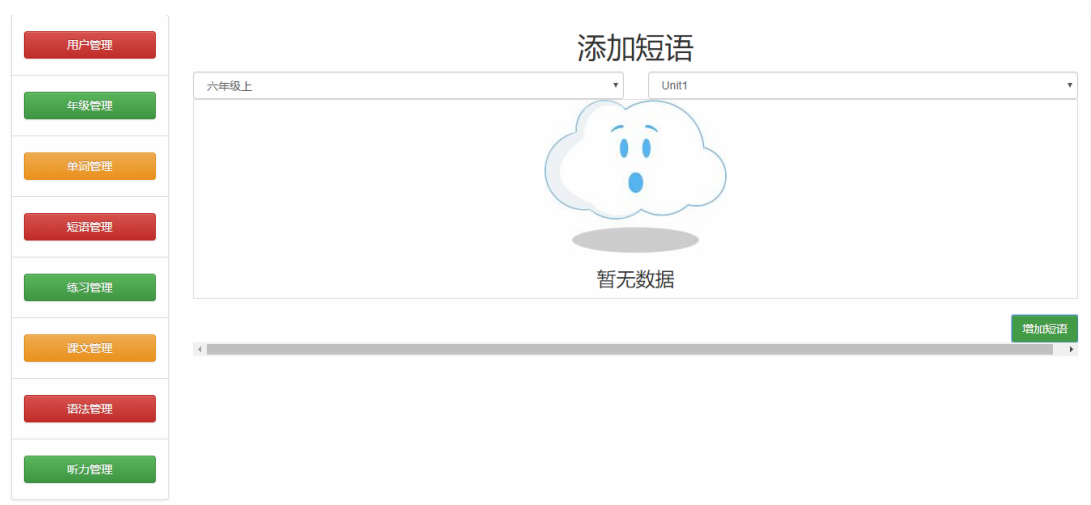 用户管理
年级管理
单词管理
短语管理
练习管理
课文管理
语法管理
听力管理
添加短语
六年级上
Unit1
暂无数据
增加短语